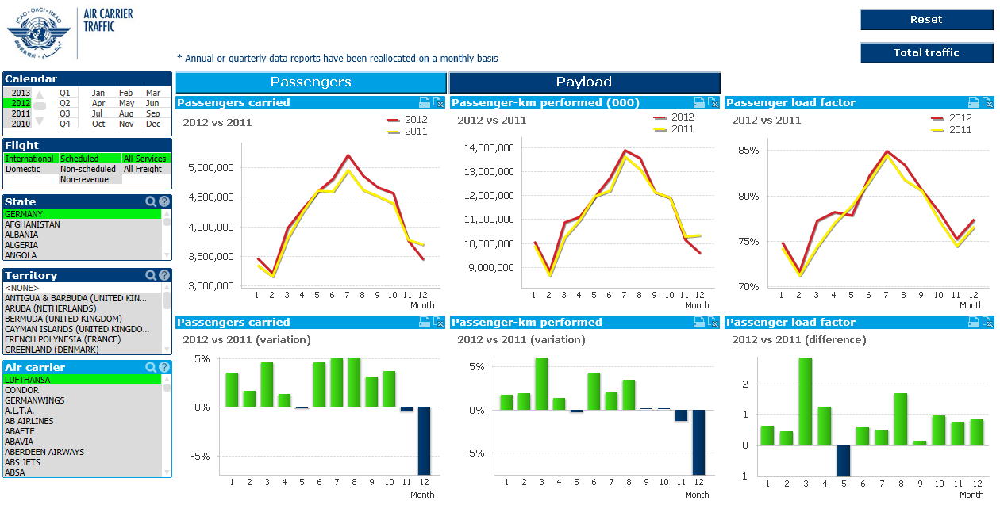 ICAO · OACI · ИКАО
AIR CARRIER
TRAFFIC
Reset
Total traffic
* Annual or quarterly data reports have been reallocated on a monthly basis
Calendar
2013 Q1 Jan Feb Mar
2012 Q2 Apr May Jun
2011 Q3 Jul Aug Sep
2010 Q4 Oct Nov Dec
Flight
International Scheduled All Services
Domestic Non-scheduled All Freight
Non-revenue
State
GERMANY
AFGHANISTAN
ALBANIA
ALGERIA
ANGOLA
Territory
<NONE>
ANTIGUA & BARBUDA (UNITED KIN...
ARUBA (NETHERLANDS)
BERMUDA (UNITED KINGDOM)
CAYMAN ISLANDS (UNITED KINGDO...
FRENCH POLYNESIA (FRANCE)
GREENLAND (DENMARK)
Air carrier
LUFTHANSA
CONDOR
GERMANWINGS
A.L.T.A.
AB AIRLINES
ABAETE
ABAVIA
ABERDEEN AIRWAYS
ABS JETS
ABSA
Passengers
Payload
Passengers carried
2012 vs 2011
2012
2011
5,000,000
4,500,000
4,000,000
3,500,000
3,000,000
1 2 3 4 5 6 7 8 9 10 11 12
Month
Passenger-km performed (000)
2012 vs 2011
2012
2011
14,000,000
13,000,000
12,000,000
11,000,000
10,000,000
9,000,000
1 2 3 4 5 6 7 8 9 10 11 12
Month
Passenger load factor
2012 vs 2011
2012
2011
85%
80%
75%
70%
1 2 3 4 5 6 7 8 9 10 11 12
Month
Passengers carried
2012 vs 2011 (variation)
5%
0%
-5%
1 2 3 4 5 6 7 8 9 10 11 12
Month
Passenger-km performed
2012 vs 2011 (variation)
5%
0%
-5%
1 2 3 4 5 6 7 8 9 10 11 12
Month
Passenger load factor
2012 vs 2011 (difference)
2
1
0
-1
1 2 3 4 5 6 7 8 9 10 11 12
Month